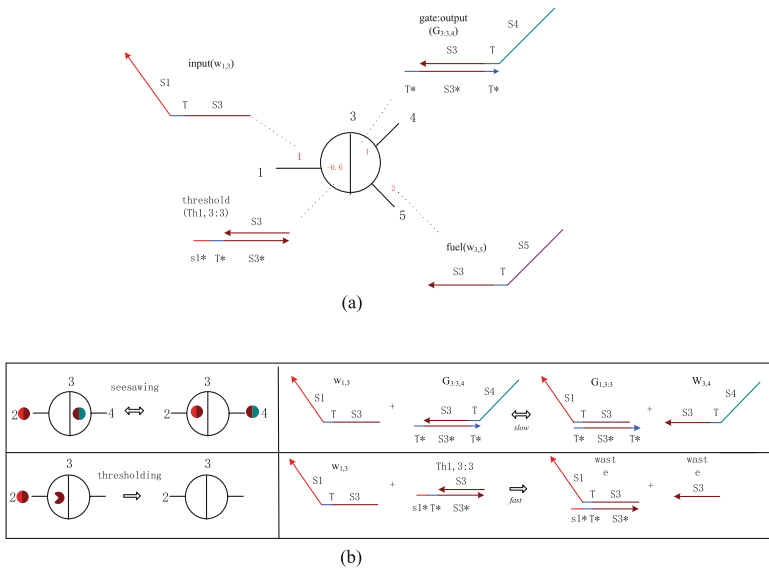 gate:output
(G3:3,4)
S4
S3 T
T* S3* T*
input(w1,3)
S1
T S3
3
4
1
1
1
-0.6
2
5
threshold
(Th1,3:3)
S3
s1* T* S3*
fuel(w3,5)
S5
S3 T
(a)
3 seesawing 3
2 4 2 4
w1,3 G3:3,4 G1,3:3 W3,4
S1 S4 S1 S4
T S3 + S3 T T S3 + S3 T
T* S3* T* slow T* S3* T*
3 thresholding 3
2 2
w1,3 Th1,3:3 wast wast
e e
S1 S3 S1
T S3 + T S3 + S3
s1* T* S3* fast s1* T* S3*
(b)